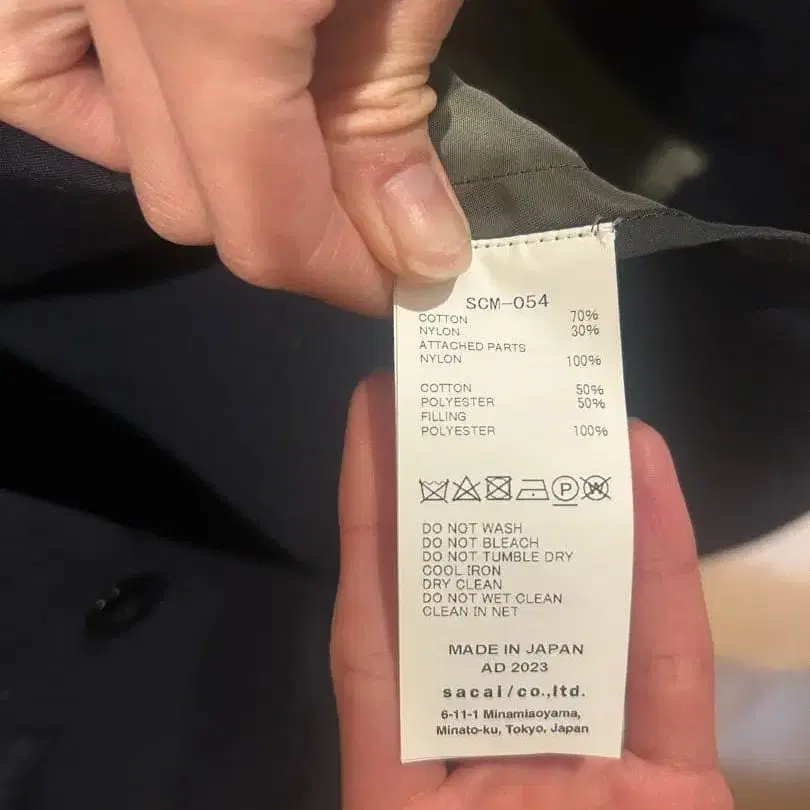 SCM-054
COTTON 70%
NYLON 30%
ATTACHED PARTS
NYLON 100%
COTTON 50%
POLYESTER 50%
FILLING
POLYESTER 100%
P W
DO NOT WASH
DO NOT BLEACH
DO NOT TUMBLE DRY
COOL IRON
DRY CLEAN
DO NOT WET CLEAN
CLEAN IN NET
MADE IN JAPAN
AD 2023
sacai/co.,ltd.
6-11-1 Minamiaoyama,
Minato-ku, Tokyo, Japan